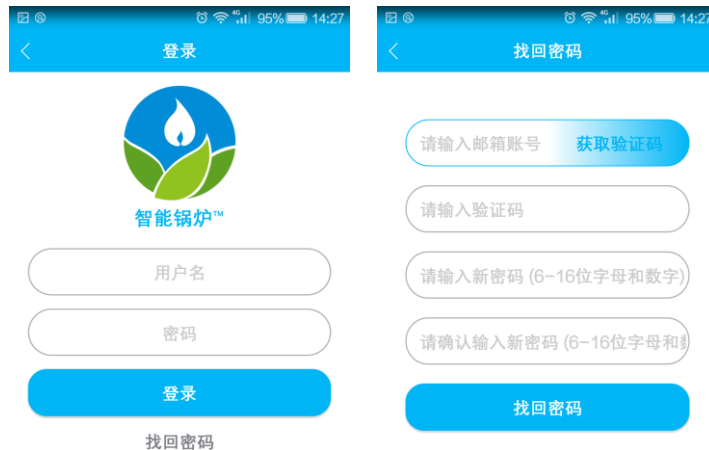 95% 14:27
登录
智能锅炉™
用户名
密码
登录
找回密码
95% 14:27
找回密码
请输入邮箱账号 获取验证码
请输入验证码
请输入新密码 (6-16位字母和数字)
请确认输入新密码 (6-16位字母和数
找回密码